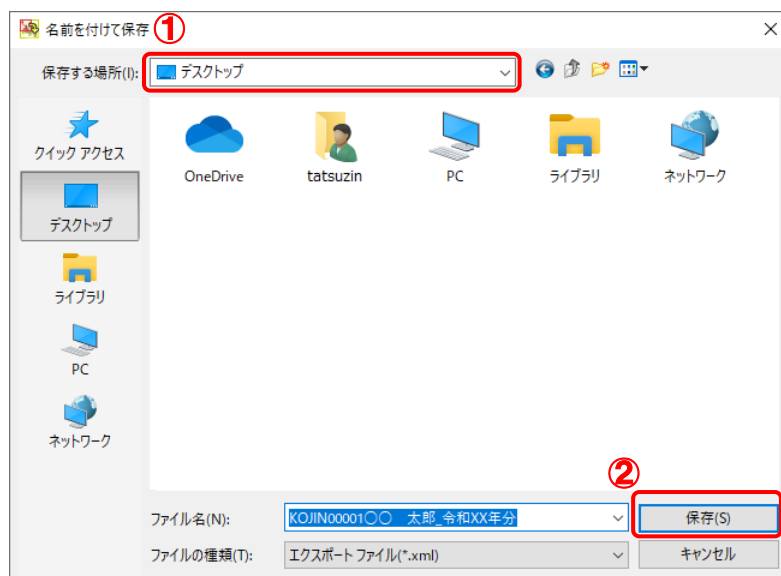 名前を付けて保存 ①
保存する場所(I): デスクトップ
クイック アクセス
デスクトップ
ライブラリ
PC
ネットワーク
OneDrive tatsuzin PC ライブラリ ネットワーク
②
ファイル名(N): KOJIN00001○○　太郎_令和XX年分 保存(S)
ファイルの種類(T): エクスポート ファイル(*.xml) キャンセル